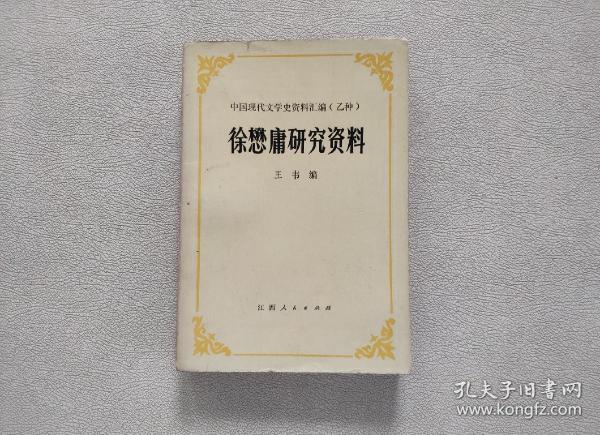 中国现代文学史资料汇编(乙种)
徐懋庸研究资料
王韦编
江西人民出版社
孔夫子旧书网
www.kongfz.com